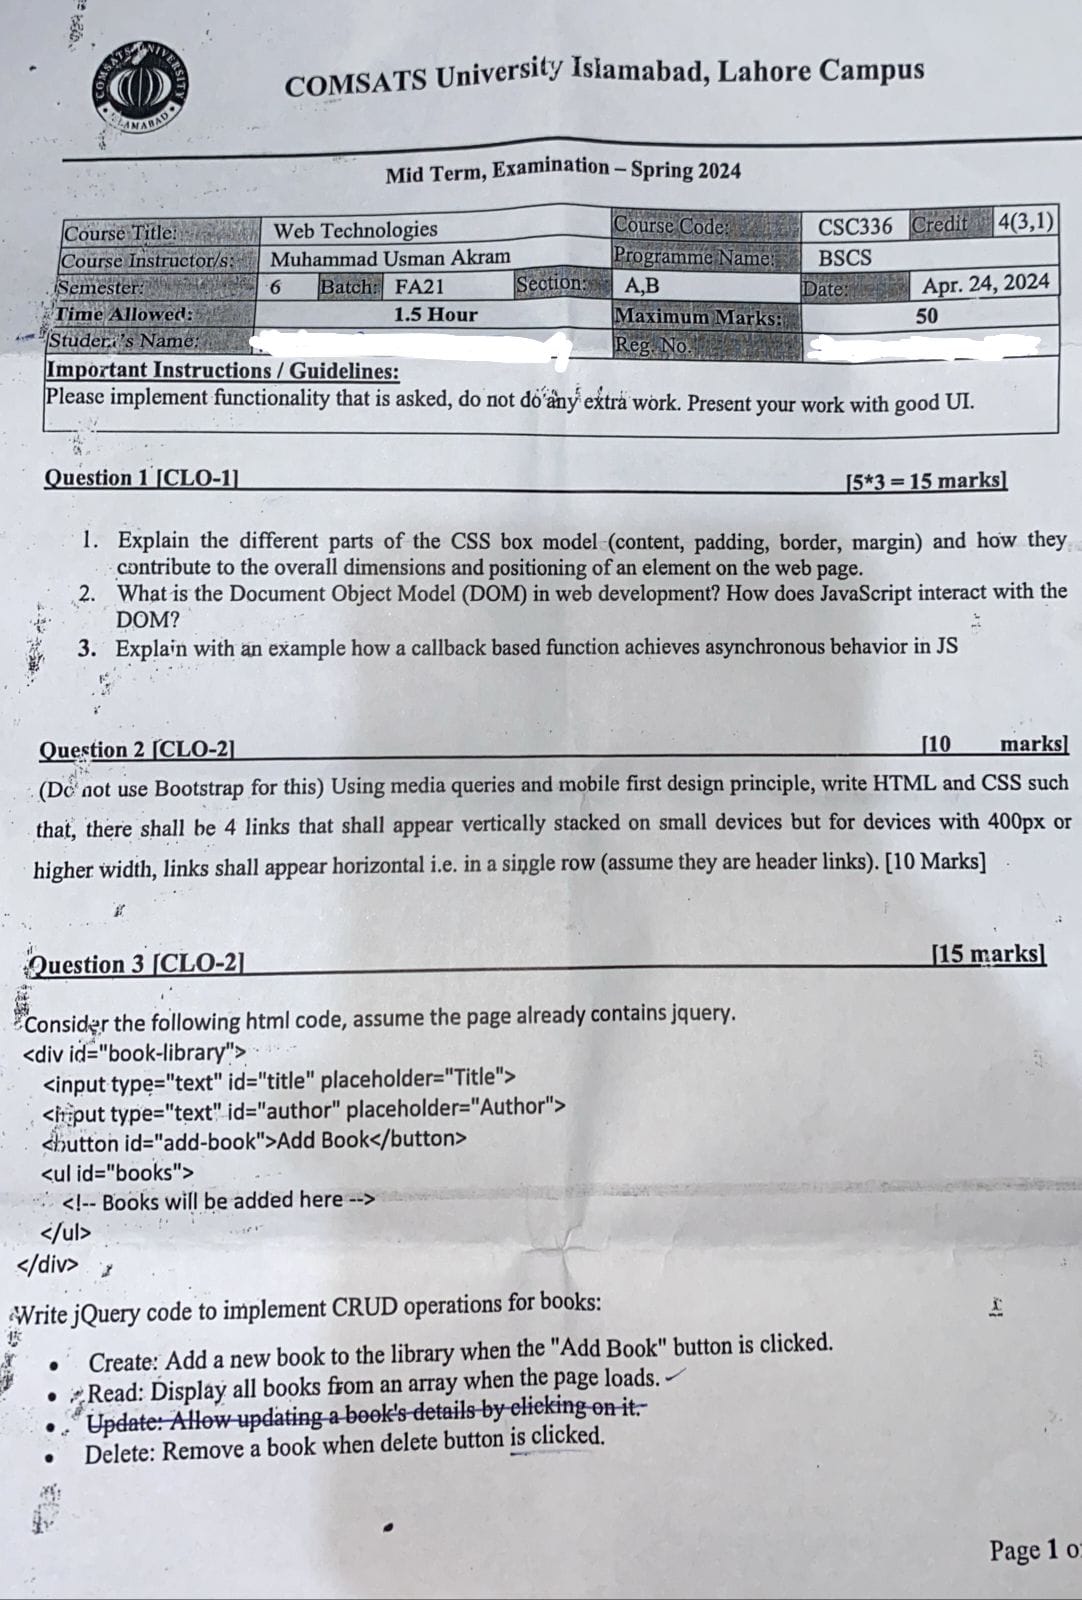 COMSATS University Islamabad, Lahore Campus
Mid Term, Examination – Spring 2024
Course Title: Web Technologies Course Code: CSC336 Credit 4(3,1)
Course Instructor/s: Muhammad Usman Akram Programme Name: BSCS
Semester: 6 Batch: FA21 Section: A,B Date: Apr. 24, 2024
Time Allowed: 1.5 Hour Maximum Marks: 50
Student's Name: Reg. No.
Important Instructions / Guidelines:
Please implement functionality that is asked, do not do any extra work. Present your work with good UI.
Question 1 [CLO-1] [5*3 = 15 marks]
1. Explain the different parts of the CSS box model (content, padding, border, margin) and how they
contribute to the overall dimensions and positioning of an element on the web page.
2. What is the Document Object Model (DOM) in web development? How does JavaScript interact with the
DOM?
3. Explain with an example how a callback based function achieves asynchronous behavior in JS
Question 2 [CLO-2] [10 marks]
(Do not use Bootstrap for this) Using media queries and mobile first design principle, write HTML and CSS such
that, there shall be 4 links that shall appear vertically stacked on small devices but for devices with 400px or
higher width, links shall appear horizontal i.e. in a single row (assume they are header links). [10 Marks]
Question 3 [CLO-2] [15 marks]
Consider the following html code, assume the page already contains jquery.
<div id="book-library">
<input type="text" id="title" placeholder="Title">
<input type="text" id="author" placeholder="Author">
<button id="add-book">Add Book</button>
<ul id="books">
<!-- Books will be added here -->
</ul>
</div>
Write jQuery code to implement CRUD operations for books:
• Create: Add a new book to the library when the "Add Book" button is clicked.
• Read: Display all books from an array when the page loads.
• Update: Allow updating a book's details by clicking on it.
• Delete: Remove a book when delete button is clicked.
Page 1 o